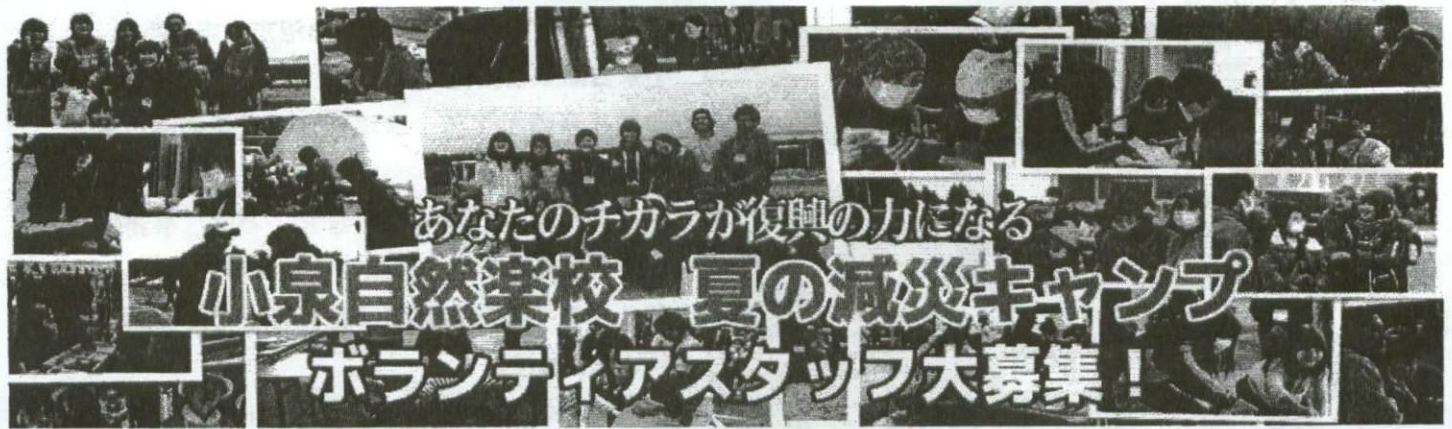 あなたのチカラが復興の力になる
小泉自然楽校　夏の減災キャンプ
ボランティアスタッフ大募集！